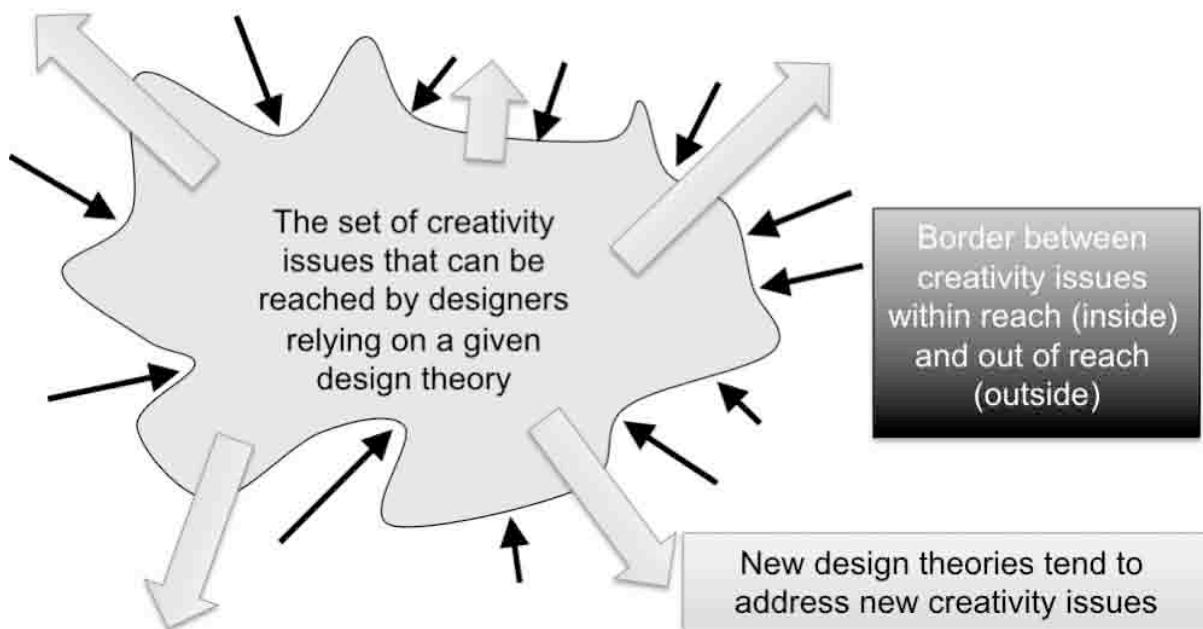 The set of creativity
issues that can be
reached by designers
relying on a given
design theory
Border between
creativity issues
within reach (inside)
and out of reach
(outside)
New design theories tend to
address new creativity issues